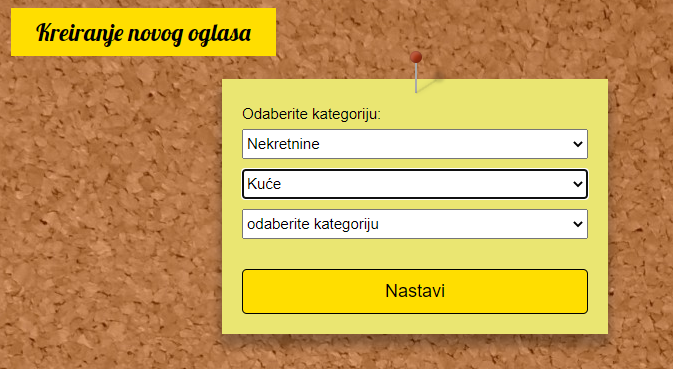 Kreiranje novog oglasa
Odaberite kategoriju:
Nekretnine
Kuće
odaberite kategoriju
Nastavi